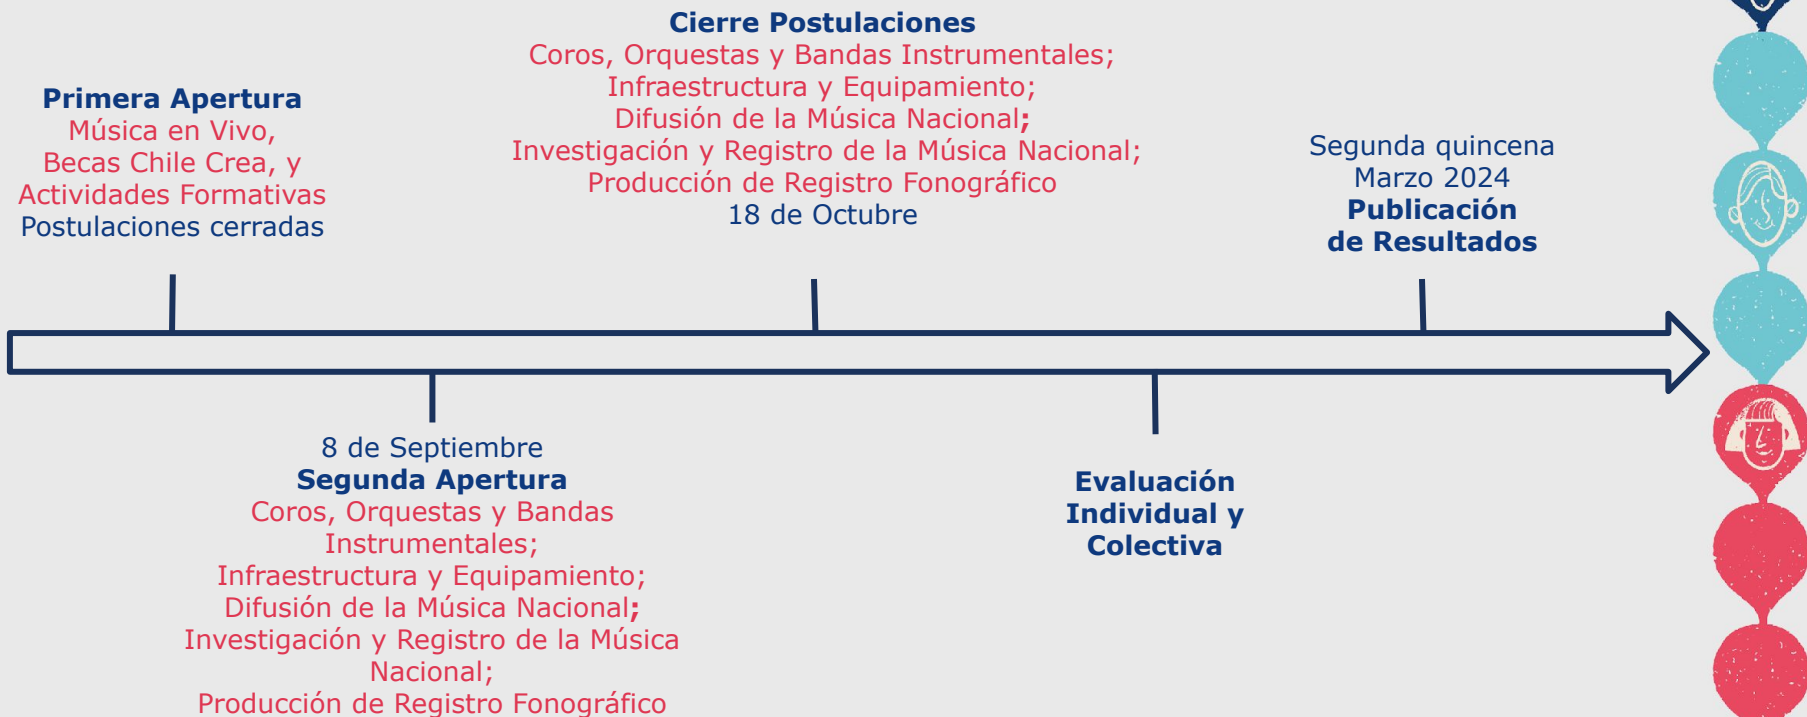 Primera Apertura
Música en Vivo,
Becas Chile Crea, y
Actividades Formativas
Postulaciones cerradas
8 de Septiembre
Segunda Apertura
Coros, Orquestas y Bandas
Instrumentales;
Infraestructura y Equipamiento;
Difusión de la Música Nacional;
Investigación y Registro de la Música
Nacional;
Producción de Registro Fonográfico
Cierre Postulaciones
Coros, Orquestas y Bandas Instrumentales;
Infraestructura y Equipamiento;
Difusión de la Música Nacional;
Investigación y Registro de la Música Nacional;
Producción de Registro Fonográfico
18 de Octubre
Evaluación
Individual y
Colectiva
Segunda quincena
Marzo 2024
Publicación
de Resultados